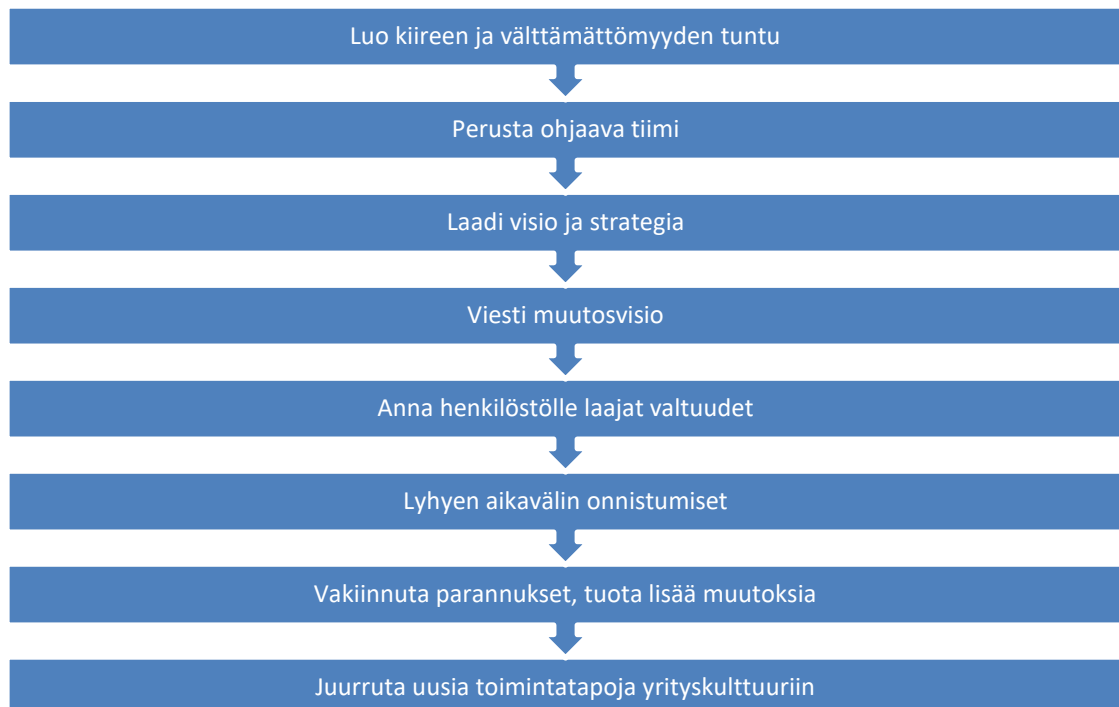 Luo kiireen ja välttämättömyyden tuntu
Perusta ohjaava tiimi
Laadi visio ja strategia
Viesti muutosvisio
Anna henkilöstölle laajat valtuudet
Lyhyen aikavälin onnistumiset
Vakiinnuta parannukset, tuota lisää muutoksia
Juurruta uusia toimintatapoja yrityskulttuuriin